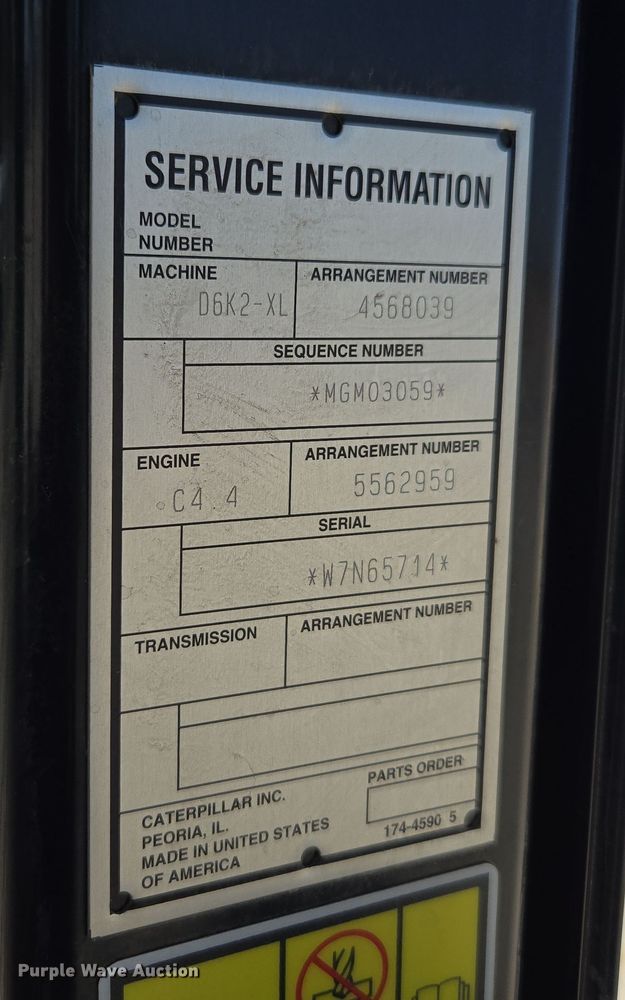 SERVICE INFORMATION
MODEL
NUMBER
MACHINE
ARRANGEMENT NUMBER
D6K2-XL
4568039
SEQUENCE NUMBER
*MGM03059*
ENGINE
ARRANGEMENT NUMBER
C4.4
5562959
SERIAL
*W7N65714*
TRANSMISSION
ARRANGEMENT NUMBER
CATERPILLAR INC.
PEORIA, IL.
MADE IN UNITED STATES
OF AMERICA
PARTS ORDER
174-4590 5
Purple Wave Auction